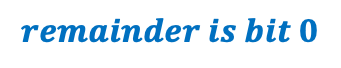 remainder is bit 0